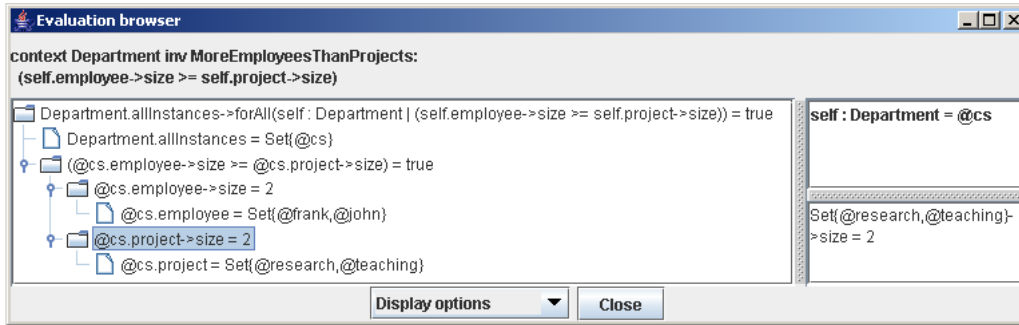 Evaluation browser
context Department inv MoreEmployeesThanProjects:
(self.employee->size >= self.project->size)
Department.allInstances->forAll(self : Department | (self.employee->size >= self.project->size)) = true
Department.allInstances = Set{@cs}
(@cs.employee->size >= @cs.project->size) = true
@cs.employee->size = 2
@cs.employee = Set{@frank,@john}
@cs.project->size = 2
@cs.project = Set{@research,@teaching}
self : Department = @cs
Set{@research,@teaching}-
>size = 2
Display options
Close